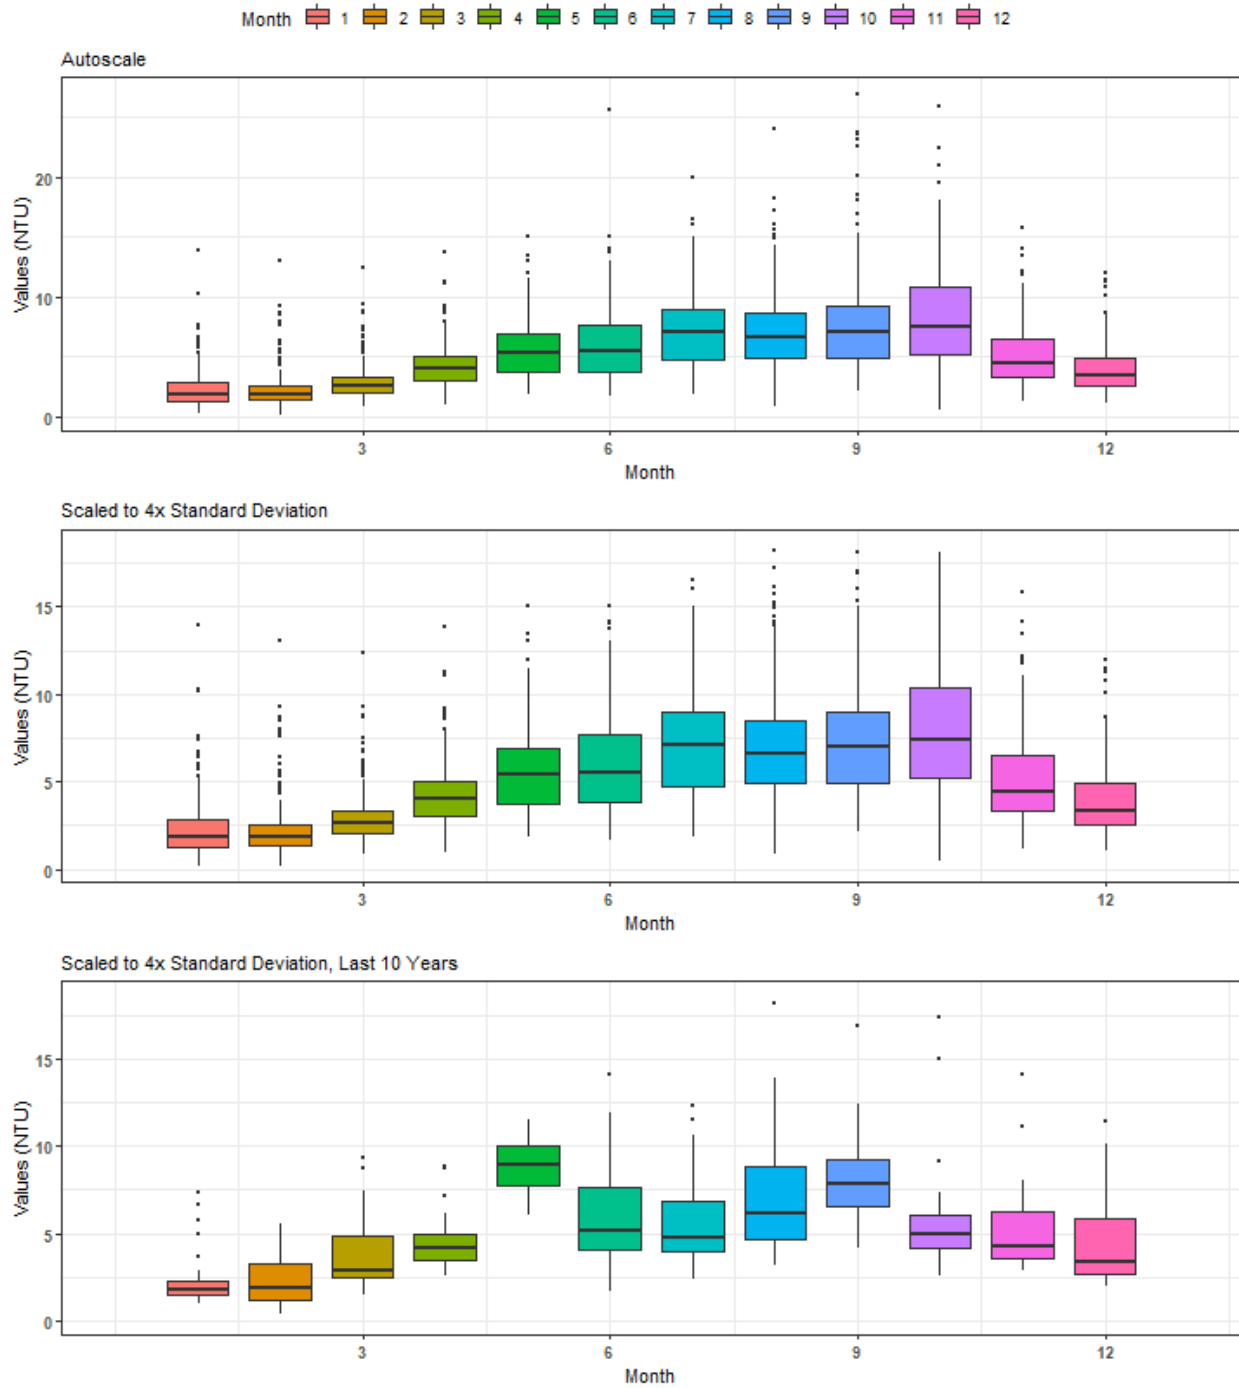 Month 1 2 3 4 5 6 7 8 9 10 11 12
Autoscale
Values (NTU)
20
10
0
3 6 9 12
Month
Scaled to 4x Standard Deviation
Values (NTU)
15
10
5
0
3 6 9 12
Month
Scaled to 4x Standard Deviation, Last 10 Years
Values (NTU)
15
10
5
0
3 6 9 12
Month